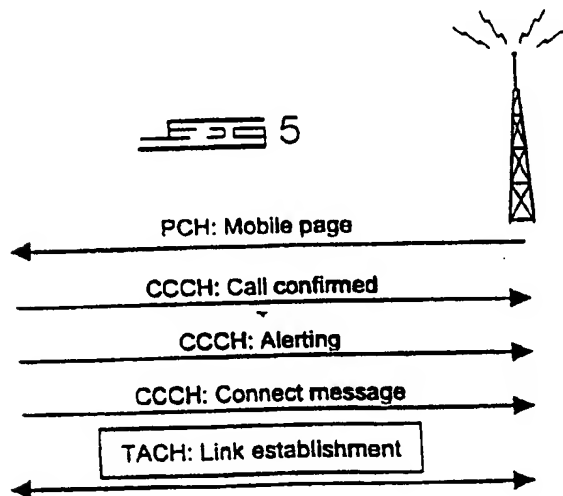 5
PCH: Mobile page
CCCH: Call confirmed
CCCH: Alerting
CCCH: Connect message
TACH: Link establishment